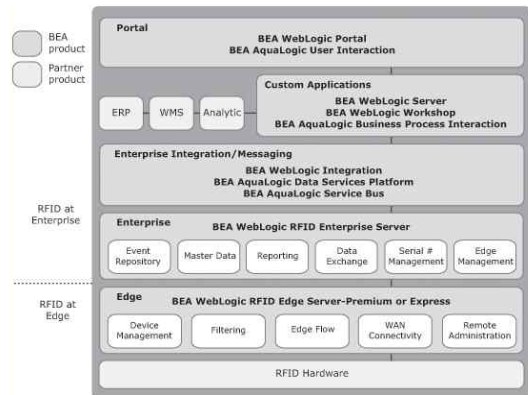 BEA
product
Partner
product
Portal
BEA WebLogic Portal
BEA AquaLogic User Interaction
Custom Applications
BEA WebLogic Server
BEA WebLogic Workshop
BEA AquaLogic Business Process Interaction
ERP
WMS
Analytic
Enterprise Integration/Messaging
BEA WebLogic Integration
BEA AquaLogic Data Services Platform
BEA AquaLogic Service Bus
RFID at
Enterprise
Enterprise
BEA WebLogic RFID Enterprise Server
Event
Repository
Master Data
Reporting
Data
Exchange
Serial #
Management
Edge
Management
RFID at
Edge
Edge
BEA WebLogic RFID Edge Server-Premium or Express
Device
Management
Filtering
Edge Flow
WAN
Connectivity
Remote
Administration
RFID Hardware